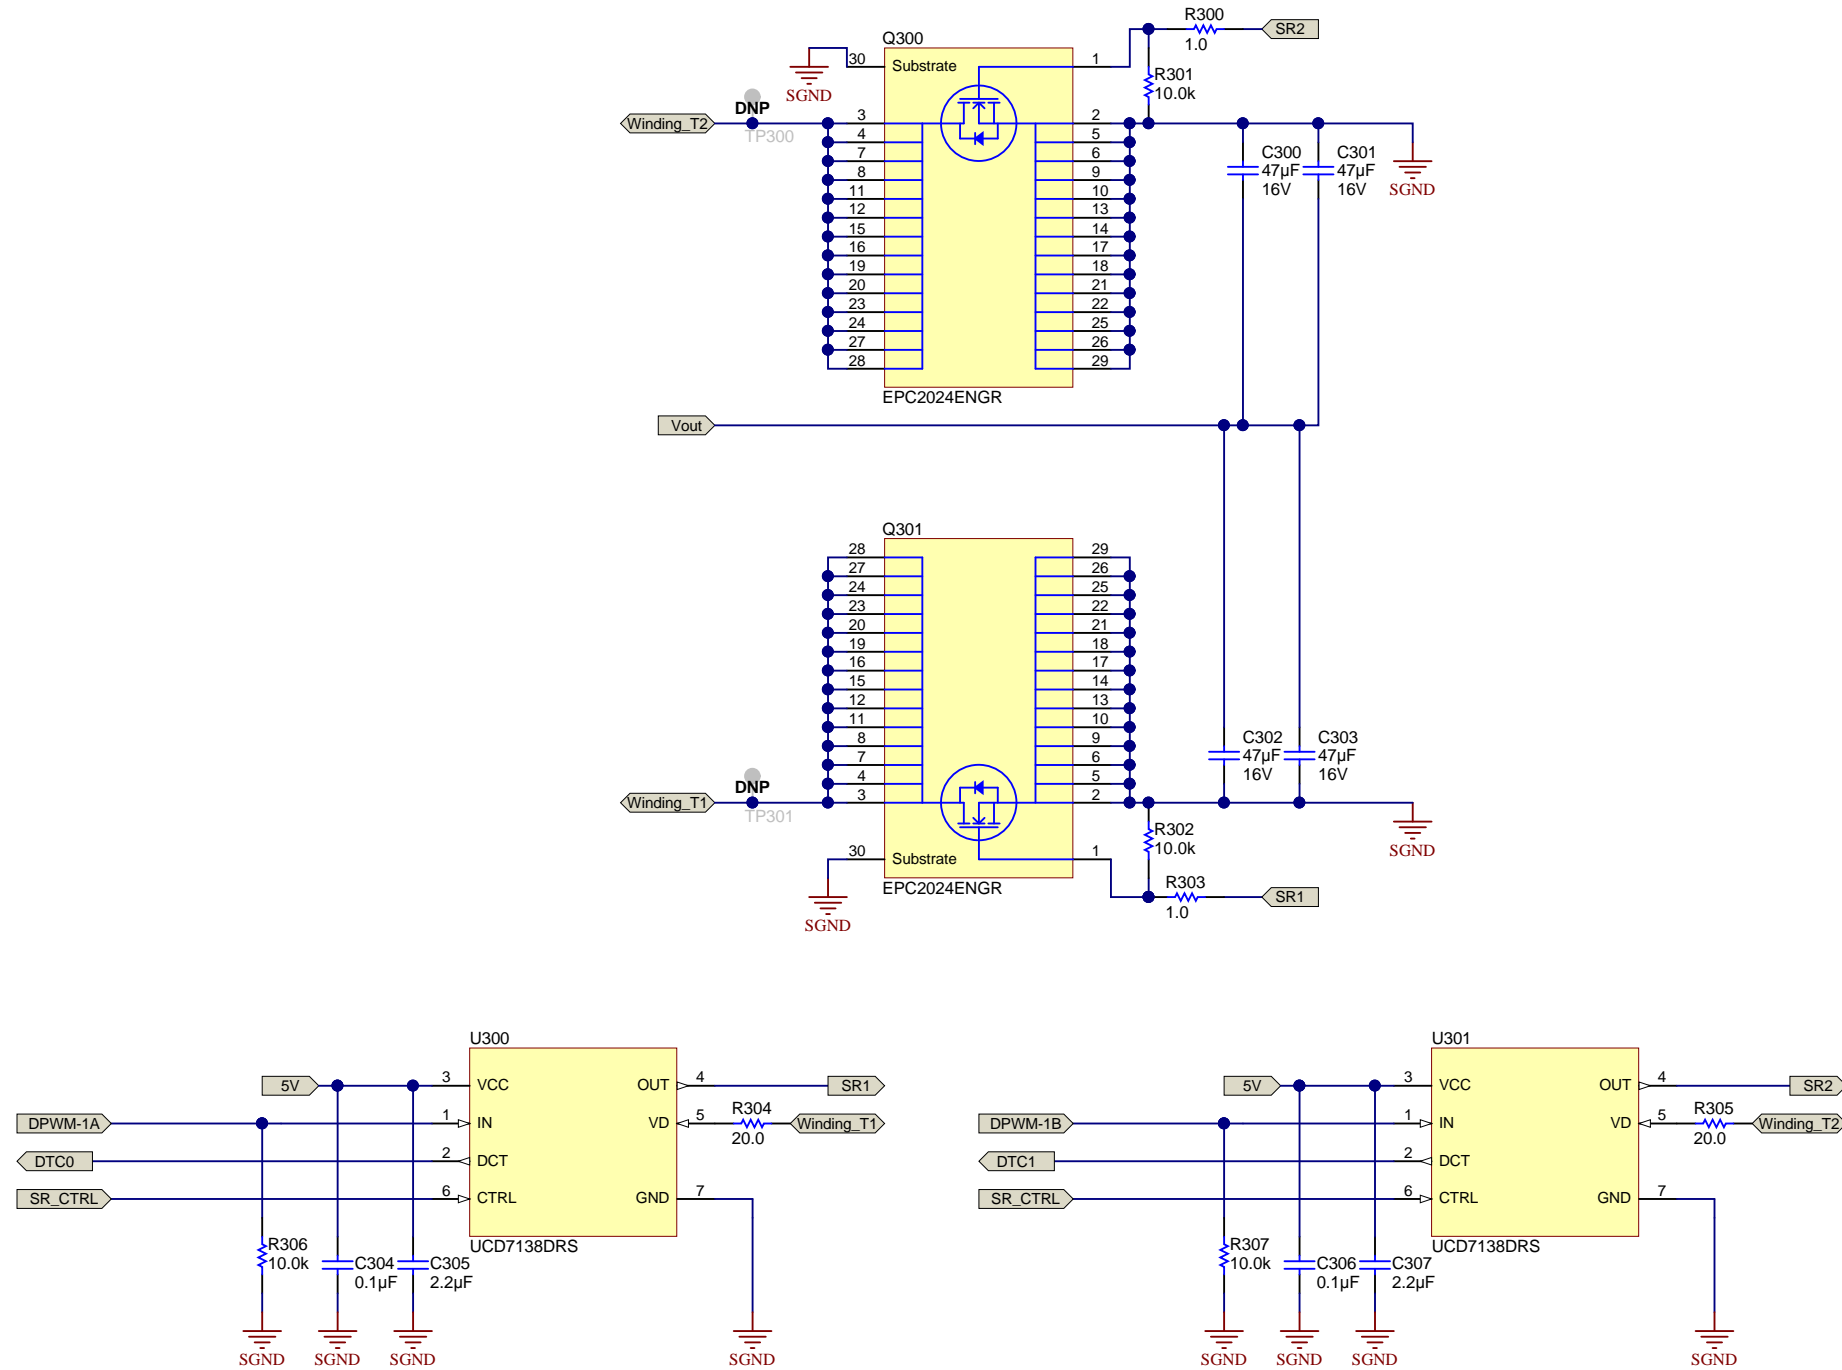 R300
1.0
SR2
Q300
30
Substrate
1
SGND
R301
10.0k
DNP
TP300
Winding_T2
3
4
7
8
11
12
15
16
19
20
23
24
27
28
2
5
6
9
10
13
14
17
18
21
22
25
26
29
C300
47µF
16V
C301
47µF
16V
SGND
EPC2024ENGR
Vout
Q301
28
27
24
23
20
19
16
15
12
11
8
7
4
3
29
26
25
22
21
18
17
14
13
10
9
6
5
2
C302
47µF
16V
C303
47µF
16V
DNP
TP301
Winding_T1
30
Substrate
1
R302
10.0k
SGND
EPC2024ENGR
R303
1.0
SR1
SGND
U300
5V
3
VCC
OUT
4
SR1
DPWM-1A
1
IN
VD
5
R304
20.0
Winding_T1
DTC0
2
DCT
SR_CTRL
6
CTRL
GND
7
UCD7138DRS
R306
10.0k
C304
0.1µF
C305
2.2µF
SGND
SGND
SGND
SGND
U301
5V
3
VCC
OUT
4
SR2
DPWM-1B
1
IN
VD
5
R305
20.0
Winding_T2
DTC1
2
DCT
SR_CTRL
6
CTRL
GND
7
UCD7138DRS
R307
10.0k
C306
0.1µF
C307
2.2µF
SGND
SGND
SGND
SGND